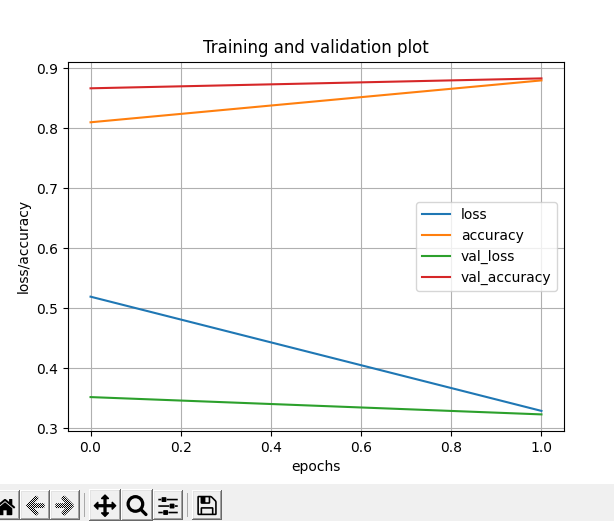 Training and validation plot
0.9
0.8
0.7
0.6
0.5
0.4
0.3
loss/accuracy
loss
accuracy
val_loss
val_accuracy
0.0 0.2 0.4 0.6 0.8 1.0
epochs